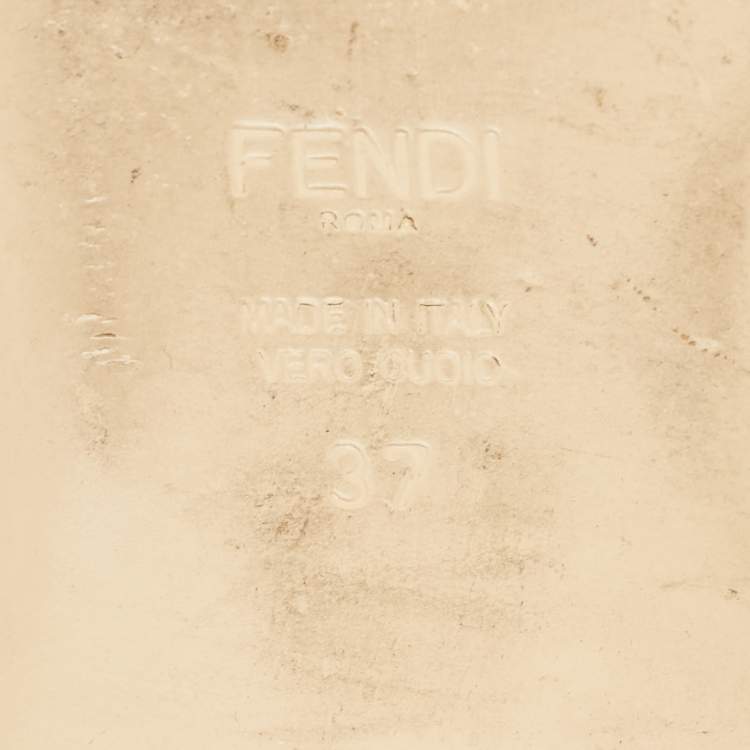 FENDI
ROMA
MADE IN ITALY
VERO CUOIO
37